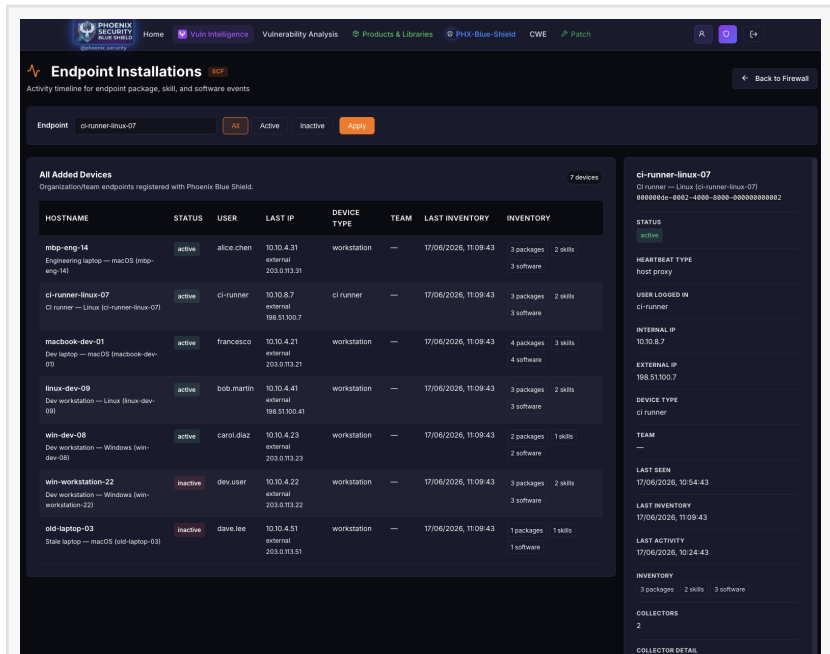 PHOENIX
SECURITY
BLUE SHIELD
@phoenix.security
Home
Vuln Intelligence
Vulnerability Analysis
Products & Libraries
PHX-Blue-Shield
CWE
Patch
Endpoint Installations SCF
Activity timeline for endpoint package, skill, and software events
← Back to Firewall
Endpoint ci-runner-linux-07 All Active Inactive Apply
All Added Devices
Organization/team endpoints registered with Phoenix Blue Shield.
7 devices
HOSTNAME STATUS USER LAST IP DEVICE TYPE TEAM LAST INVENTORY INVENTORY
mbp-eng-14 active alice.chen 10.10.4.31 workstation — 17/06/2026, 11:09:43 3 packages 2 skills
Engineering laptop — macOS (mbp- external
eng-14) 203.0.113.31 3 software
ci-runner-linux-07 active ci-runner 10.10.8.7 ci runner — 17/06/2026, 11:09:43 3 packages 2 skills
CI runner — Linux (ci-runner-linux-07) external
198.51.100.7 3 software
macbook-dev-01 active francesco 10.10.4.21 workstation — 17/06/2026, 11:09:43 4 packages 3 skills
Dev laptop — macOS (macbook-dev- external
01) 203.0.113.21 4 software
linux-dev-09 active bob.martin 10.10.4.41 workstation — 17/06/2026, 11:09:43 3 packages 2 skills
Dev workstation — Linux (linux-dev- external
09) 198.51.100.41 3 software
win-dev-08 active carol.diaz 10.10.4.23 workstation — 17/06/2026, 11:09:43 2 packages 1 skills
Dev workstation — Windows (win- external
dev-08) 203.0.113.23 2 software
win-workstation-22 inactive dev.user 10.10.4.22 workstation — 17/06/2026, 11:09:43 3 packages 2 skills
Dev workstation — Windows (win- external
workstation-22) 203.0.113.22 3 software
old-laptop-03 inactive dave.lee 10.10.4.51 workstation — 17/06/2026, 11:09:43 1 packages 1 skills
Stale laptop — macOS (old-laptop-03) external
203.0.113.51 1 software
ci-runner-linux-07
CI runner — Linux (ci-runner-linux-07)
000000de-0002-4000-8000-000000000002
STATUS
active
HEARTBEAT TYPE
host proxy
USER LOGGED IN
ci-runner
INTERNAL IP
10.10.8.7
EXTERNAL IP
198.51.100.7
DEVICE TYPE
ci runner
TEAM
—
LAST SEEN
17/06/2026, 10:54:43
LAST INVENTORY
17/06/2026, 11:09:43
LAST ACTIVITY
17/06/2026, 10:24:43
INVENTORY
3 packages 2 skills 3 software
COLLECTORS
2
COLLECTOR DETAIL